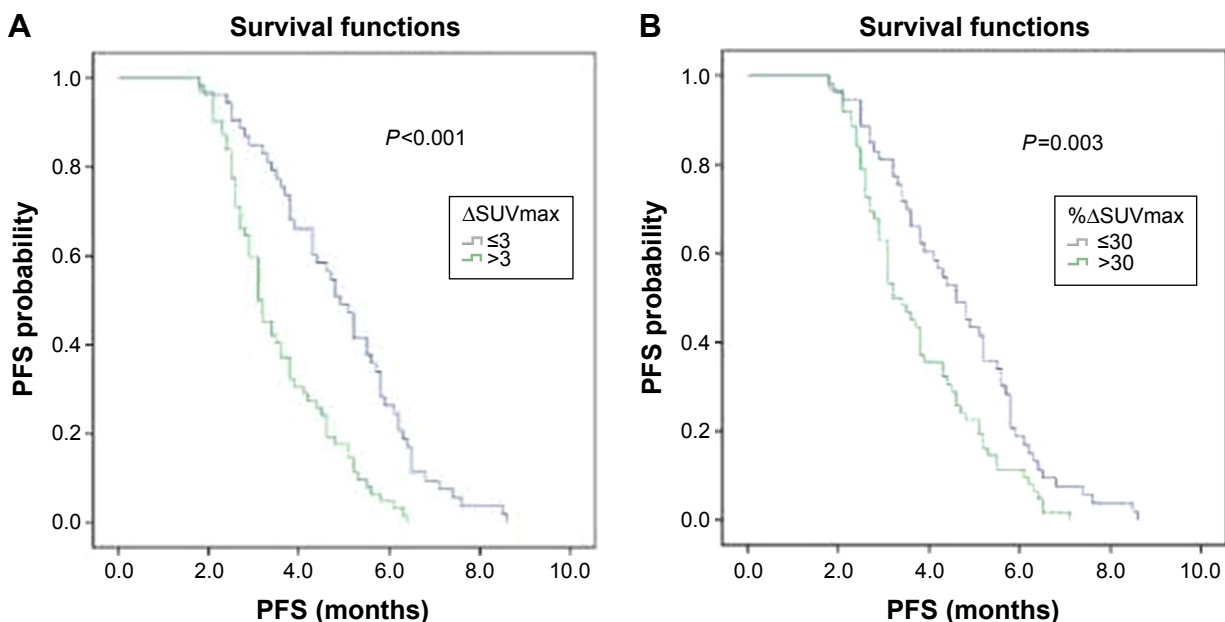 A
Survival functions
1.0
0.8
0.6
0.4
0.2
0.0
PFS probability
P<0.001
ΔSUVmax
≤3
>3
0.0 2.0 4.0 6.0 8.0 10.0
PFS (months)
B
Survival functions
1.0
0.8
0.6
0.4
0.2
0.0
PFS probability
P=0.003
%ΔSUVmax
≤30
>30
0.0 2.0 4.0 6.0 8.0 10.0
PFS (months)